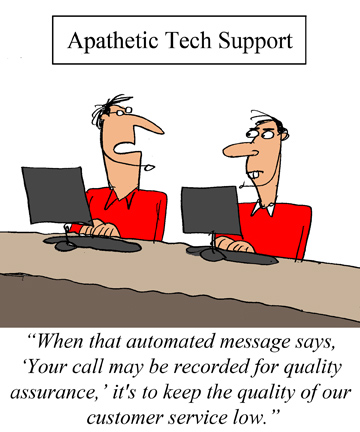 Apathetic Tech Support
“When that automated message says,
‘Your call may be recorded for quality
assurance,’ it's to keep the quality of our
customer service low.”